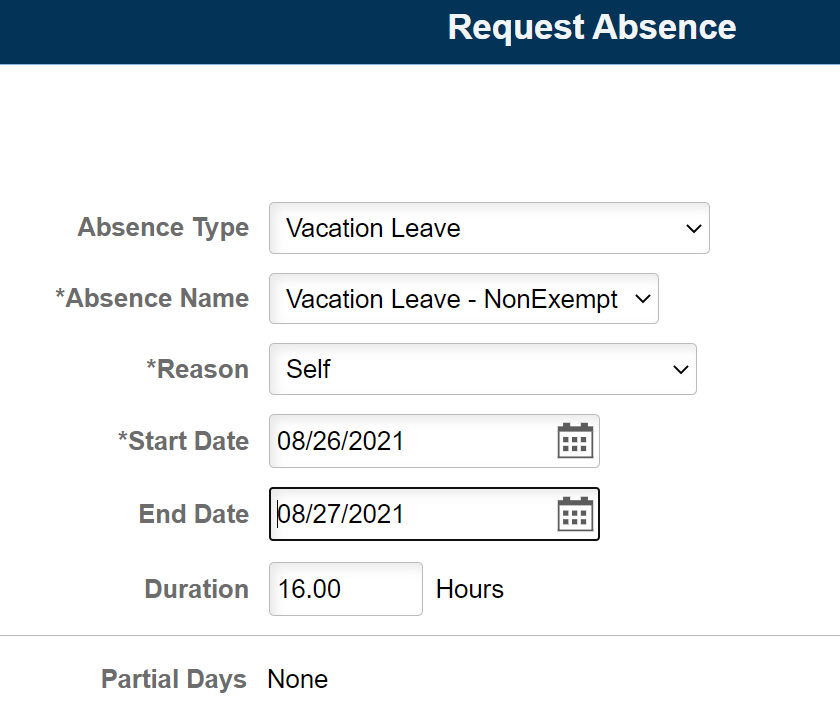 Request Absence
Absence Type Vacation Leave
*Absence Name Vacation Leave - NonExempt
*Reason Self
*Start Date 08/26/2021
End Date 08/27/2021
Duration 16.00 Hours
Partial Days None